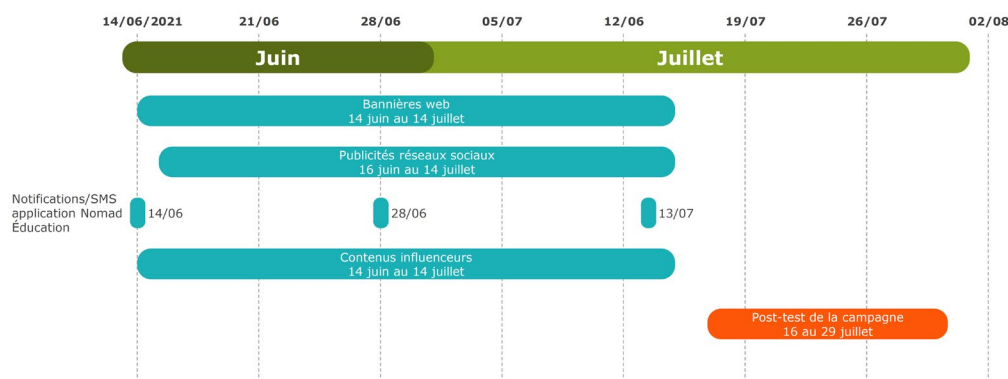 14/06/2021 21/06 28/06 05/07 12/06 19/07 26/07 02/08
Juin Juillet
Bannières web
14 juin au 14 juillet
Publicités réseaux sociaux
16 juin au 14 juillet
Notifications/SMS
application Nomad
Éducation
14/06 28/06 13/07
Contenus influenceurs
14 juin au 14 juillet
Post-test de la campagne
16 au 29 juillet